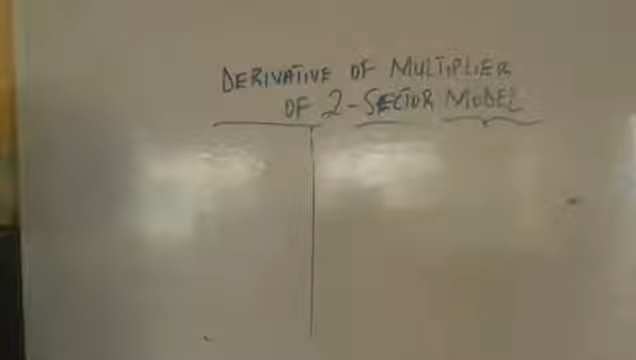 DERIVATIVE OF MULTIPLIER
OF 2-SECTOR MODEL